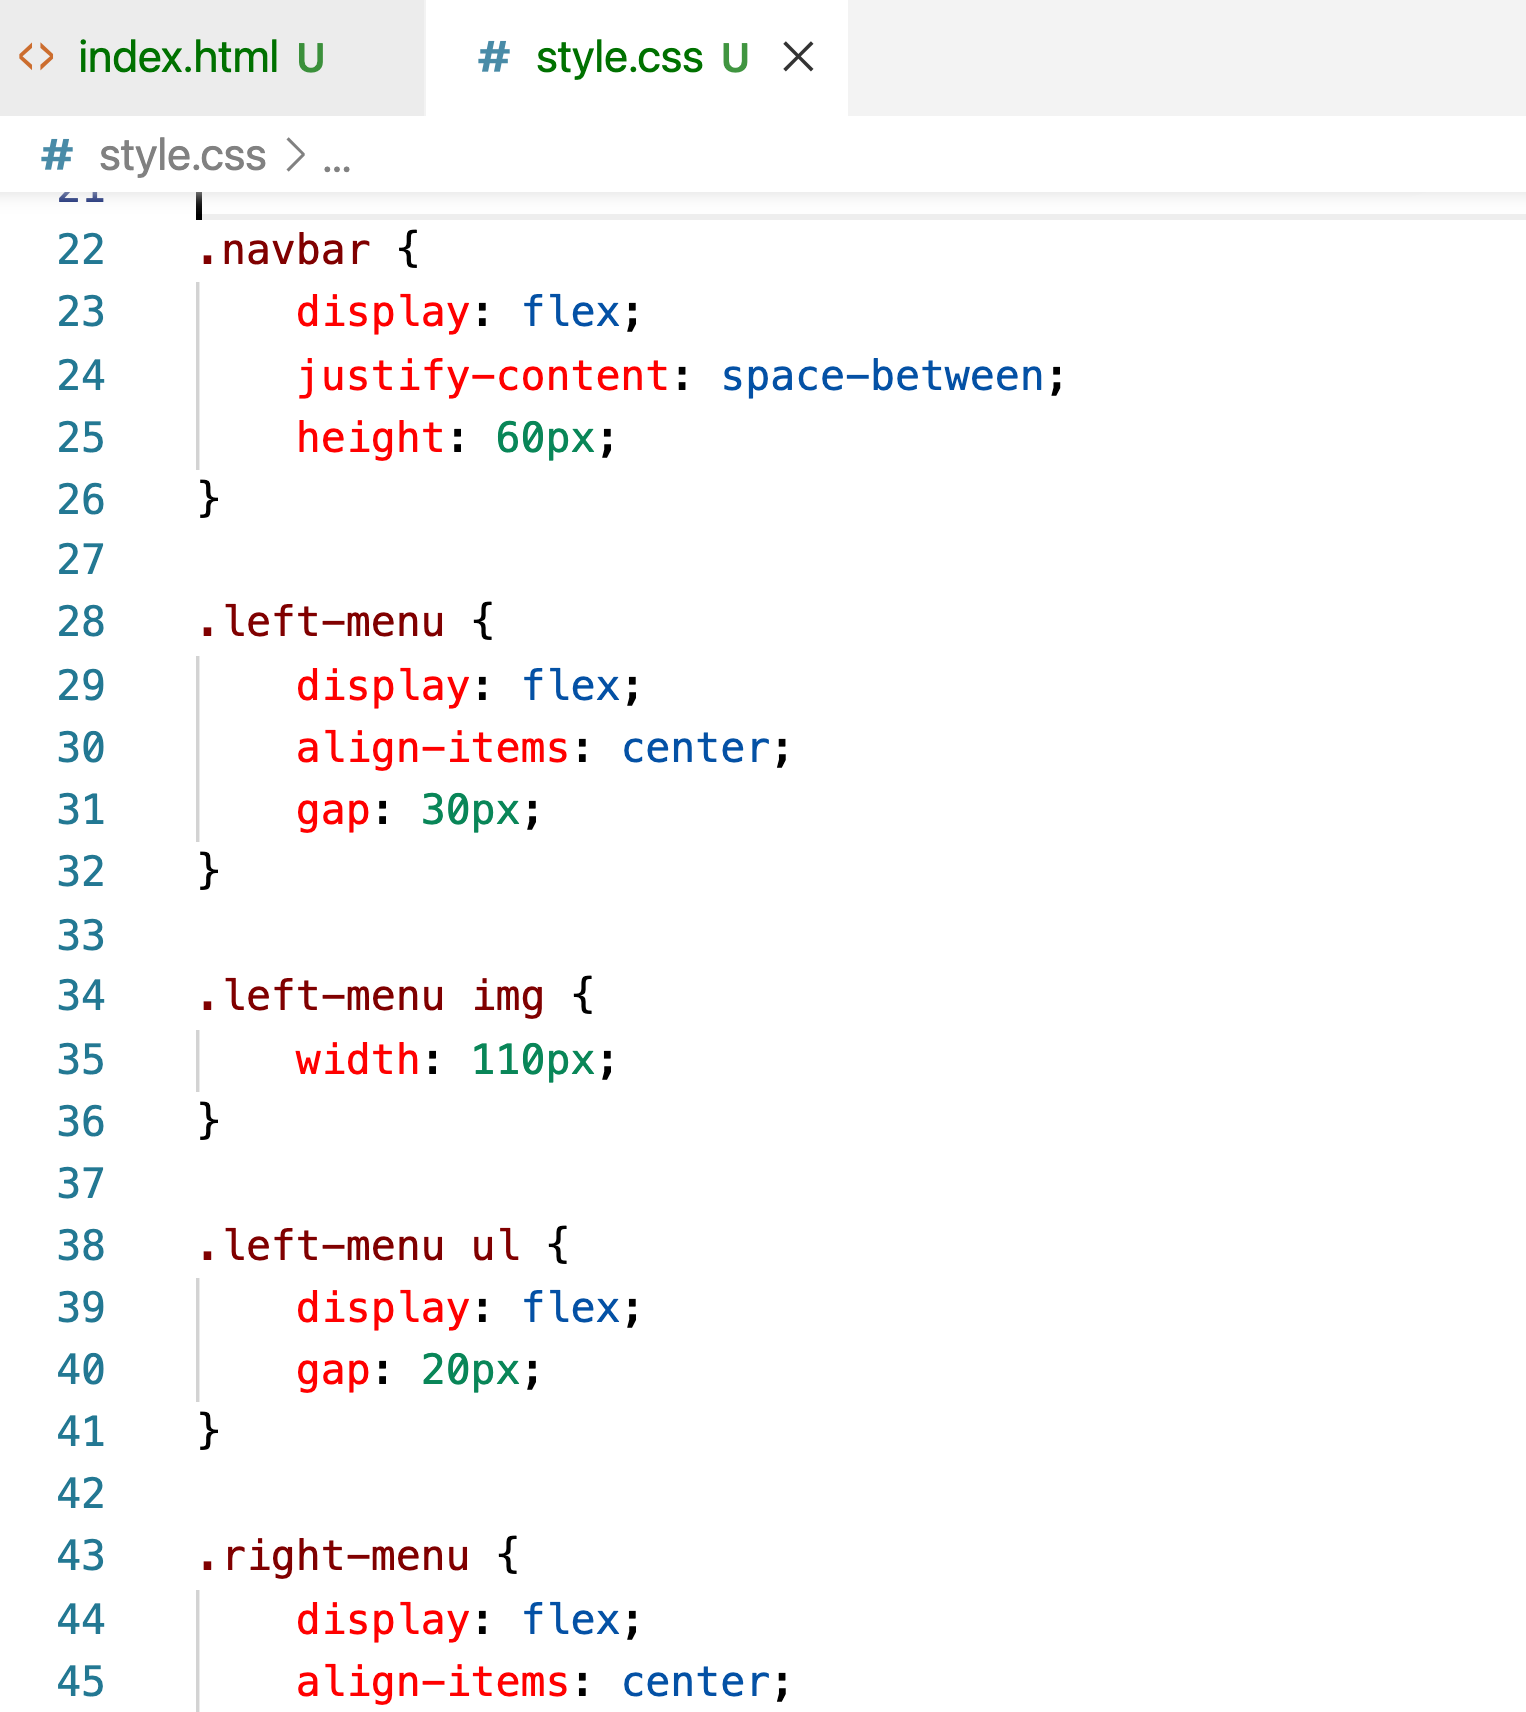 index.html U
style.css U
style.css > ...
21
22 .navbar {
23 display: flex;
24 justify-content: space-between;
25 height: 60px;
26 }
27
28 .left-menu {
29 display: flex;
30 align-items: center;
31 gap: 30px;
32 }
33
34 .left-menu img {
35 width: 110px;
36 }
37
38 .left-menu ul {
39 display: flex;
40 gap: 20px;
41 }
42
43 .right-menu {
44 display: flex;
45 align-items: center;